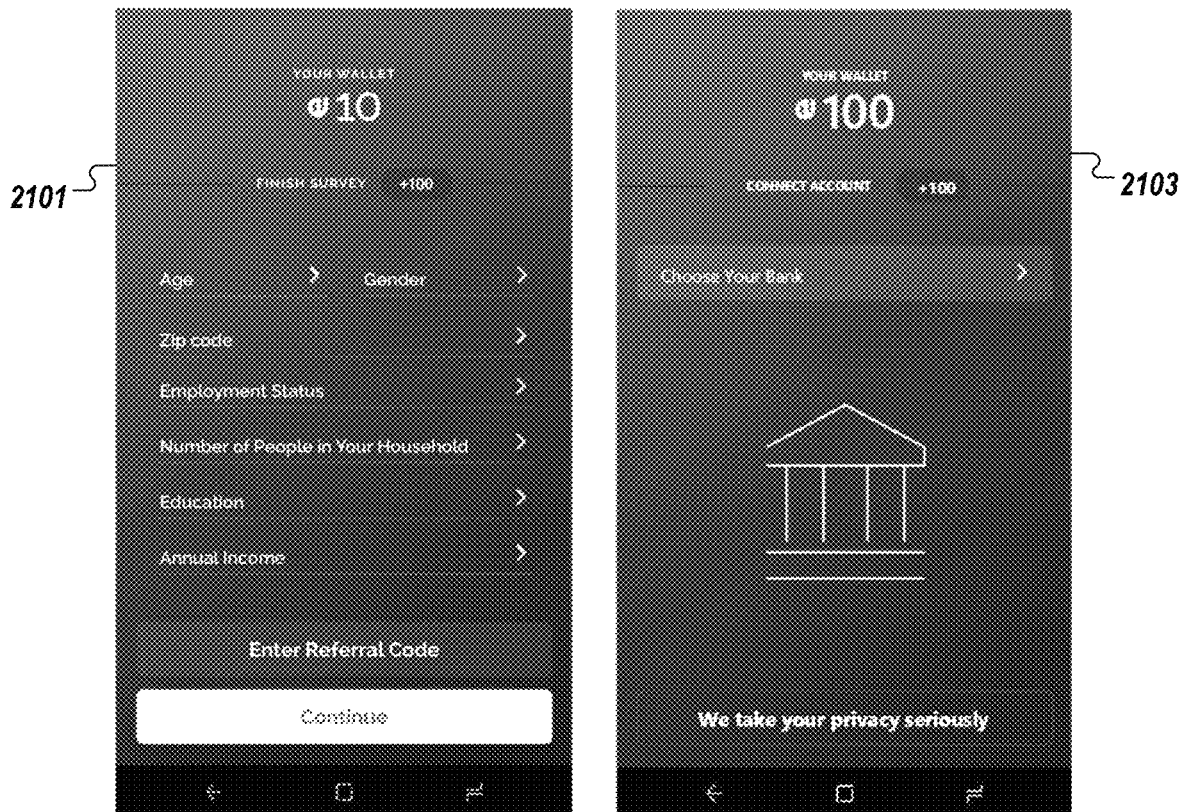 2101
YOUR WALLET
10
FINISH SURVEY +100
Age Gender
Zip code
Employment Status
Number of People in Your Household
Education
Annual Income
Enter Referral Code
Continue
2103
YOUR WALLET
100
CONNECT ACCOUNT +100
Choose Your Bank
We take your privacy seriously